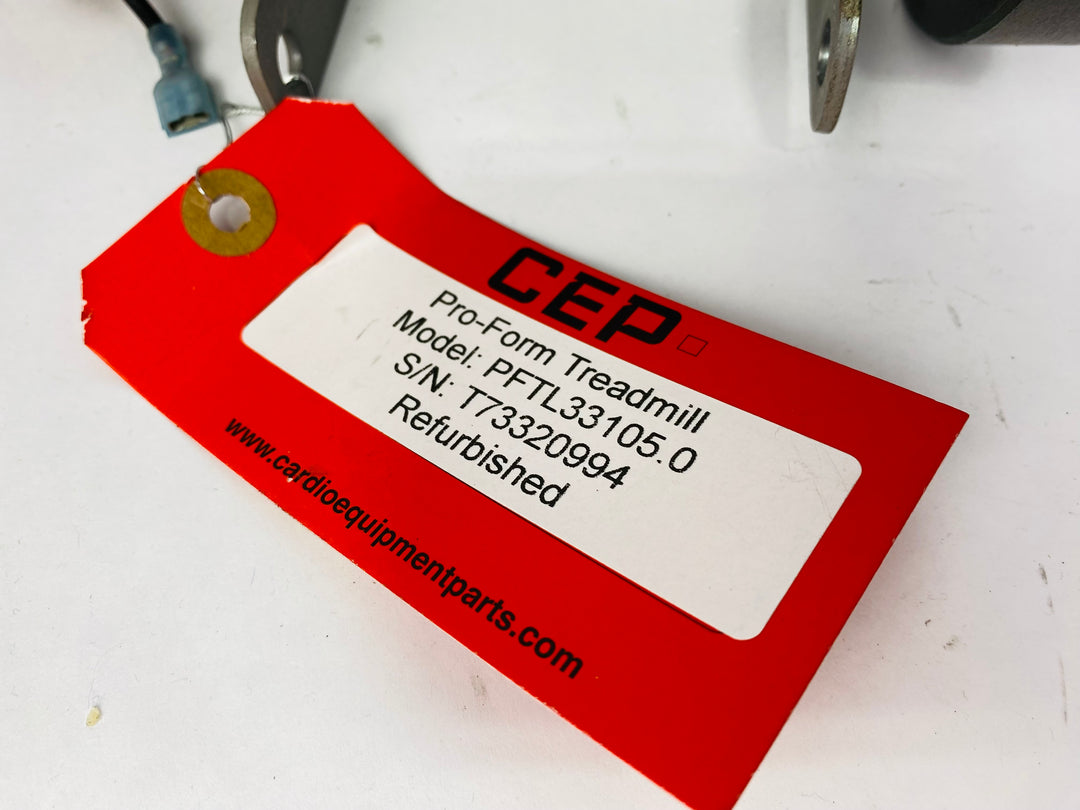 CEP
Pro-Form Treadmill
Model: PFTL33105.0
S/N: T73320994
Refurbished
www.cardioequipmentparts.com